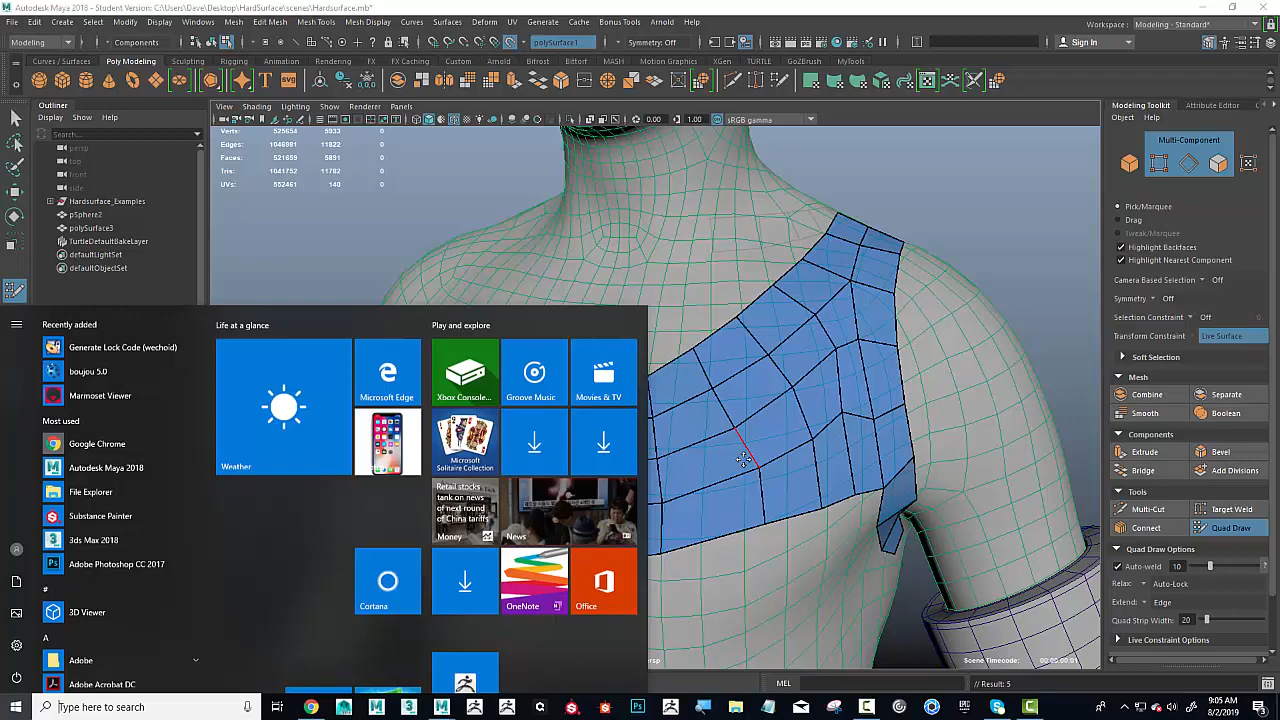 Autodesk Maya 2018 - Student Version: C:\Users\Dave\Desktop\HardSurface\scenes\Hardsurface.mb*
File Edit Create Select Modify Display Windows Mesh Edit Mesh Mesh Tools Mesh Display Curves Surfaces Deform UV Generate Cache Bonus Tools Arnold Help
Workspace : Modeling - Standard*
Modeling Components polySurface1 Symmetry: Off Sign In
Curves / Surfaces Poly Modeling Sculpting Rigging Animation Rendering FX FX Caching Custom Arnold Bifrost Bittorf MASH Motion Graphics XGen TURTLE GoZBrush MyTools
T SVG 0,0,0
Outliner
Display Show Help
Search...
persp
top
front
side
Hardsurface_Examples
pSphere2
polySurface3
TurtleDefaultBakeLayer
defaultLightSet
defaultObjectSet
View Shading Lighting Show Renderer Panels
0.00 1.00 sRGB gamma
Verts: 525654 5933 0
Edges: 1046981 11822 0
Faces: 521659 5891 0
Tris: 1041752 11782 0
UVs: 552461 140 0
Modeling Toolkit Attribute Editor
Object Help
Multi-Component
Pick/Marquee
Drag
Tweak/Marquee
Highlight Backfaces
Highlight Nearest Component
Camera Based Selection Off
Symmetry Off
Selection Constraint Off
Transform Constraint Live Surface
Soft Selection
Mesh
Combine Separate
Smooth Boolean
Components
Extrude Bevel
Bridge Add Divisions
Tools
Multi-Cut Target Weld
Connect Quad Draw
Quad Draw Options
Auto-weld 10
Relax: Auto-Lock
Extend: Edge
Quad Strip Width: 20
Live Constraint Options
Recently added
Generate Lock Code (wechoid)
boujou 5.0
Marmoset Viewer
Most used
Google Chrome
Autodesk Maya 2018
File Explorer
Substance Painter
3ds Max 2018
Adobe Photoshop CC 2017
#
3D Viewer
A
Adobe
Adobe Acrobat DC
Life at a glance
Weather
Microsoft Edge
Cortana
Play and explore
Xbox Console...
Groove Music
Movies & TV
Microsoft
Solitaire Collection
Retail stocks
tank on news
of next round
of China tariffs
Money
News
OneNote
Office
persp
Scene Timecode: 00:00:00:01
MEL
// Result: 5
Type here to search
9:05 AM
8/2/2019